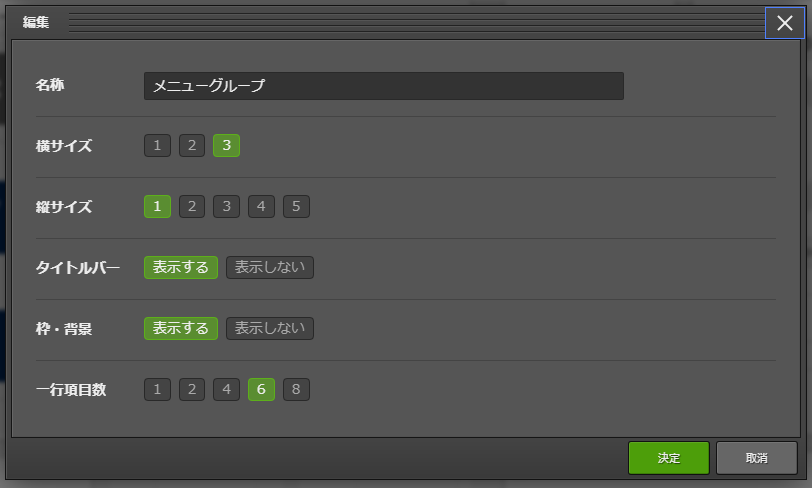 編集
名称 メニューグループ
横サイズ 1 2 3
縦サイズ 1 2 3 4 5
タイトルバー 表示する 表示しない
枠・背景 表示する 表示しない
一行項目数 1 2 4 6 8
決定 取消